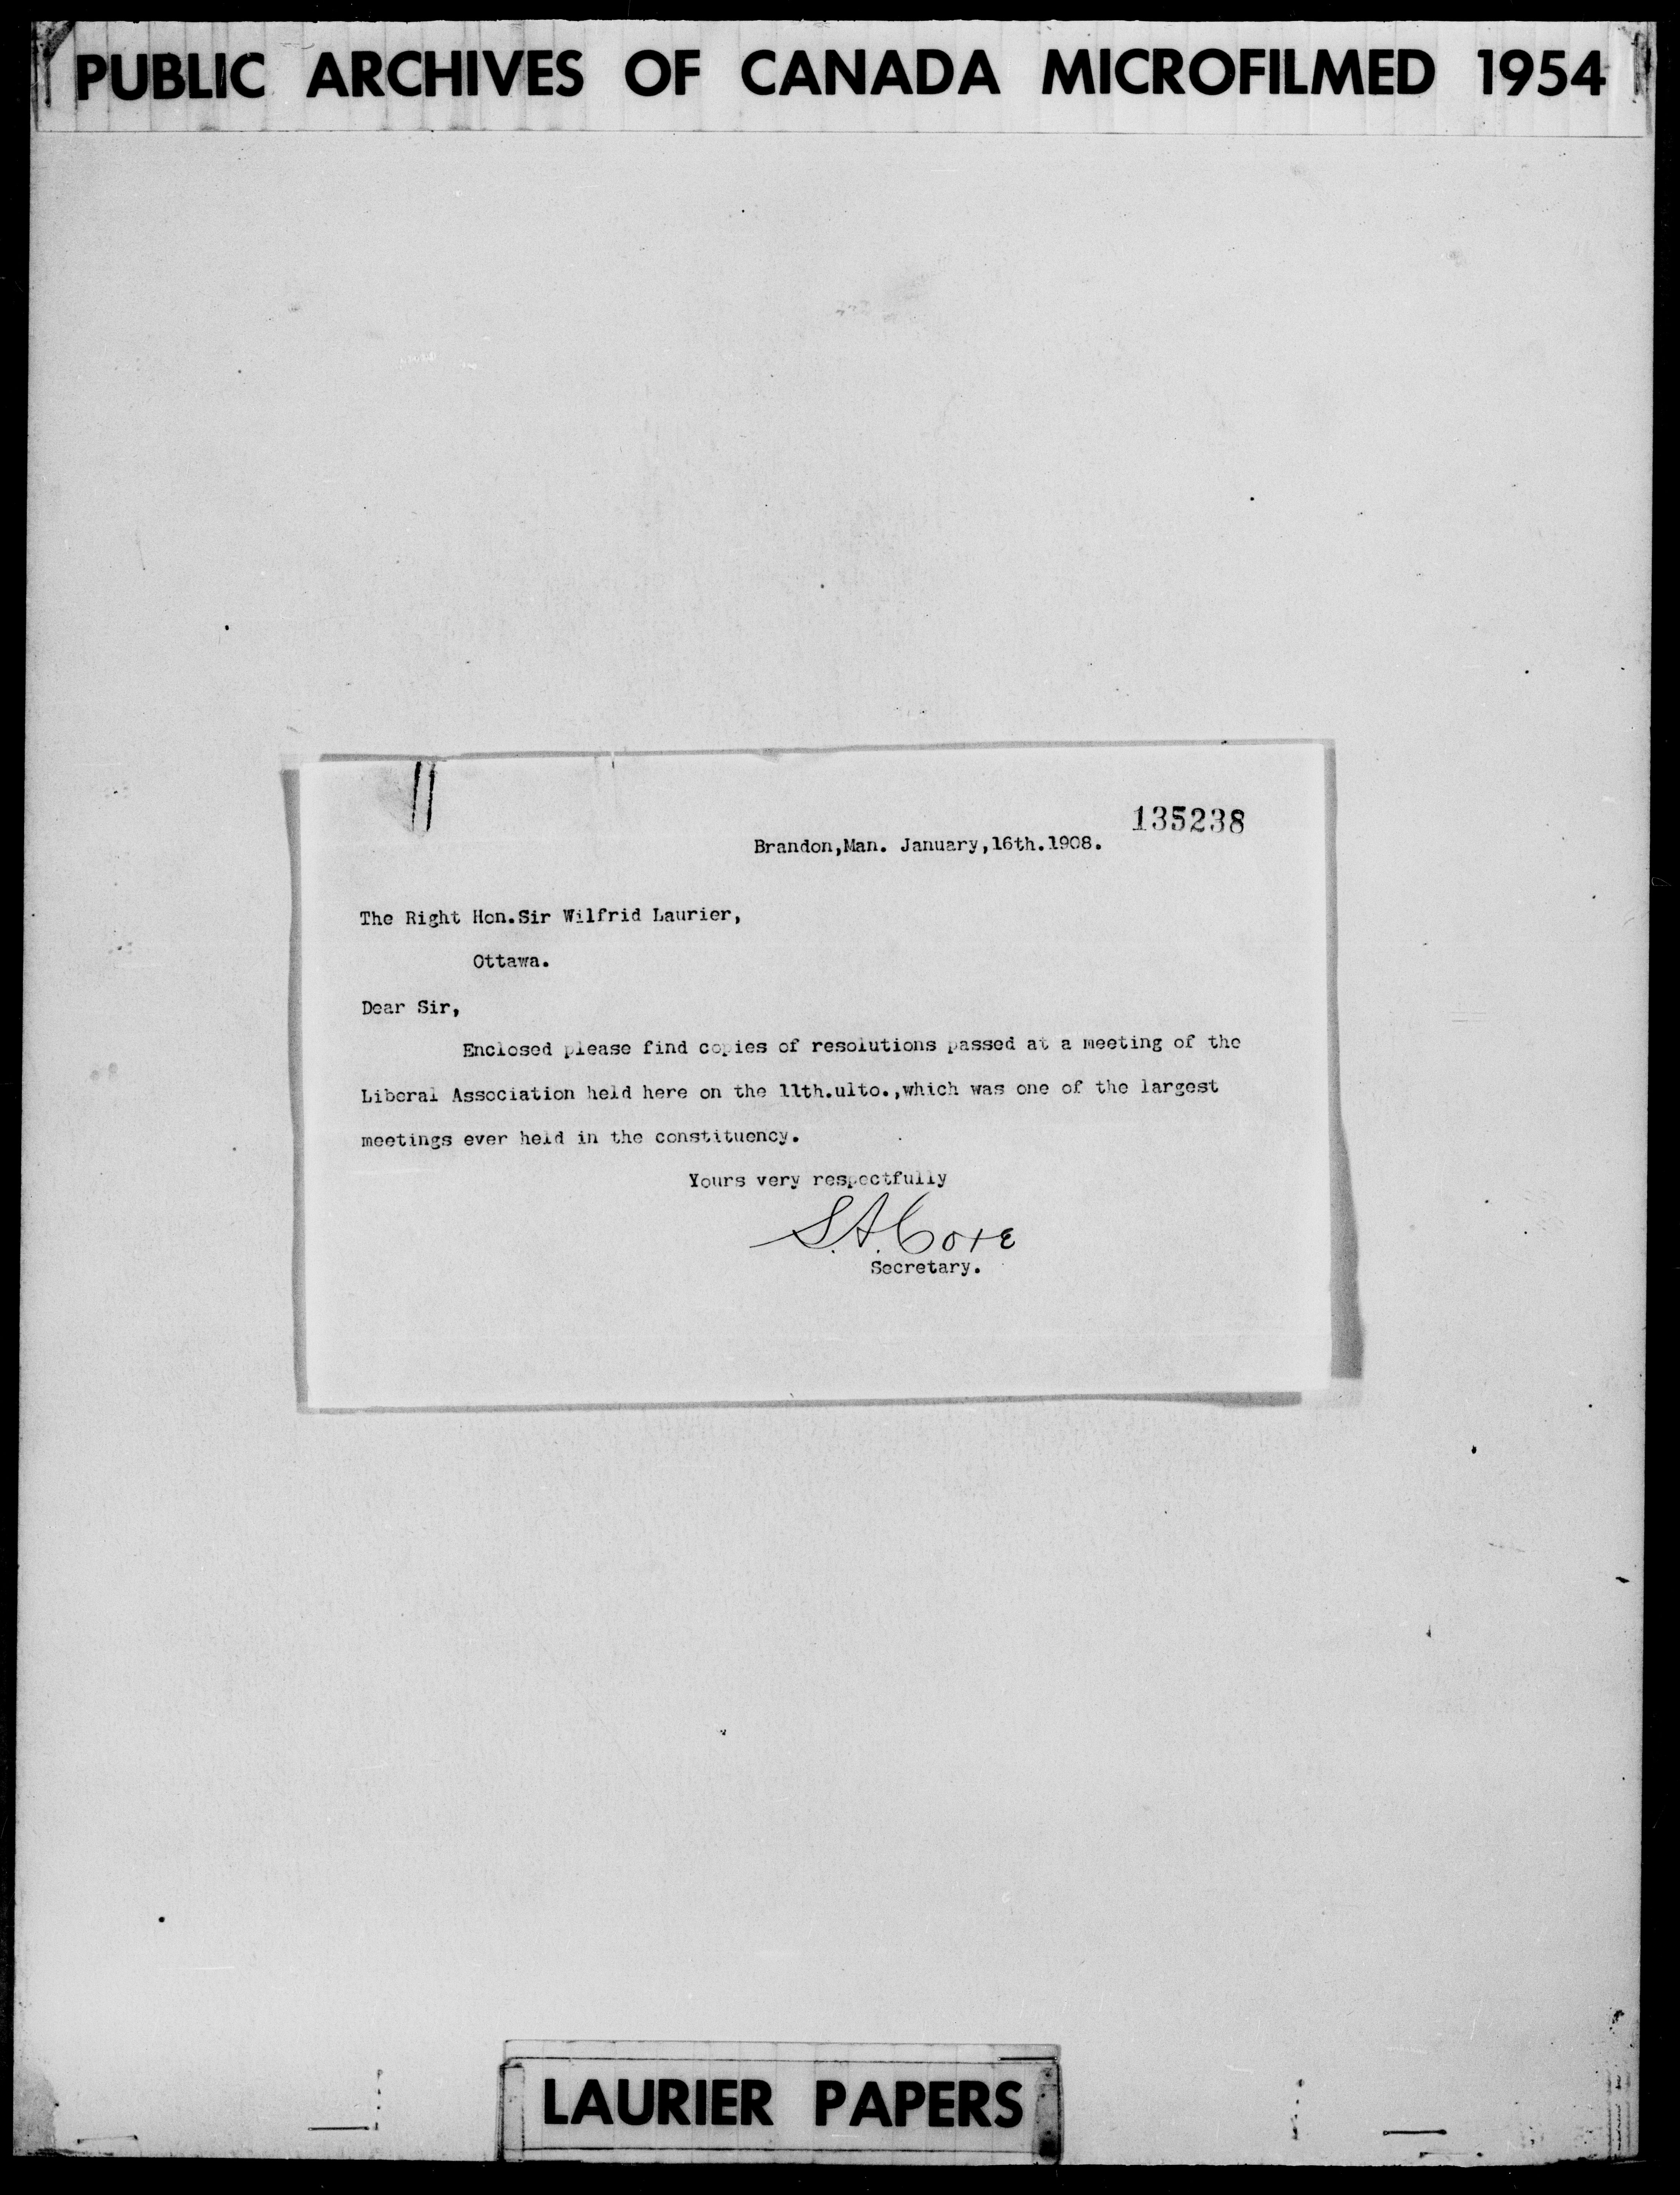 PUBLIC ARCHIVES OF CANADA MICROFILMED 1954
135238
Brandon,Man. January,16th.1908.
The Right Hon.Sir Wilfrid Laurier,
Ottawa.
Dear Sir,
Enclosed please find copies of resolutions passed at a meeting of the
Liberal Association held here on the 11th.ulto.,which was one of the largest
meetings ever held in the constituency.
Yours very respectfully
S.A. Coxe
Secretary.
LAURIER PAPERS